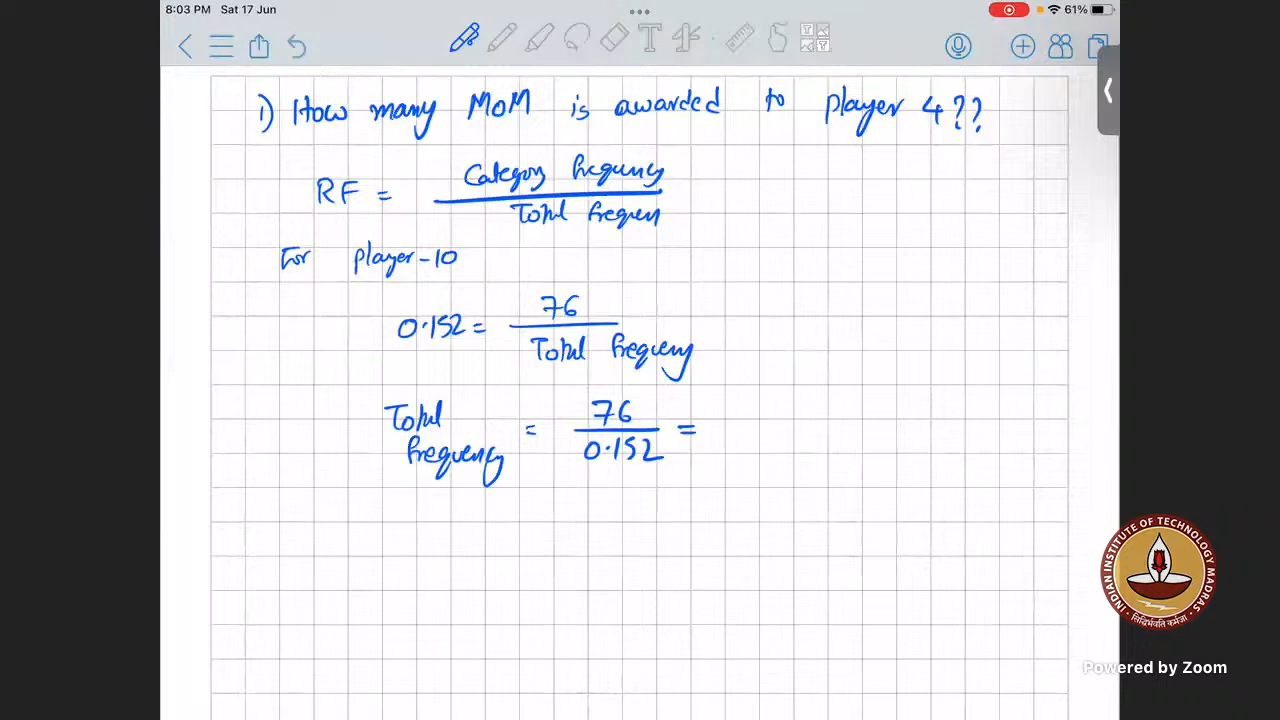 8:03 PM Sat 17 Jun
61%
1) How many MoM is awarded to player 4??
RF = Category frequency / Total frequen
For player-10
0.152 = 76 / Total frequency
Total frequency = 76 / 0.152 =
INDIAN INSTITUTE OF TECHNOLOGY MADRAS
सिद्धिर्भवति कर्मजा
Powered by Zoom